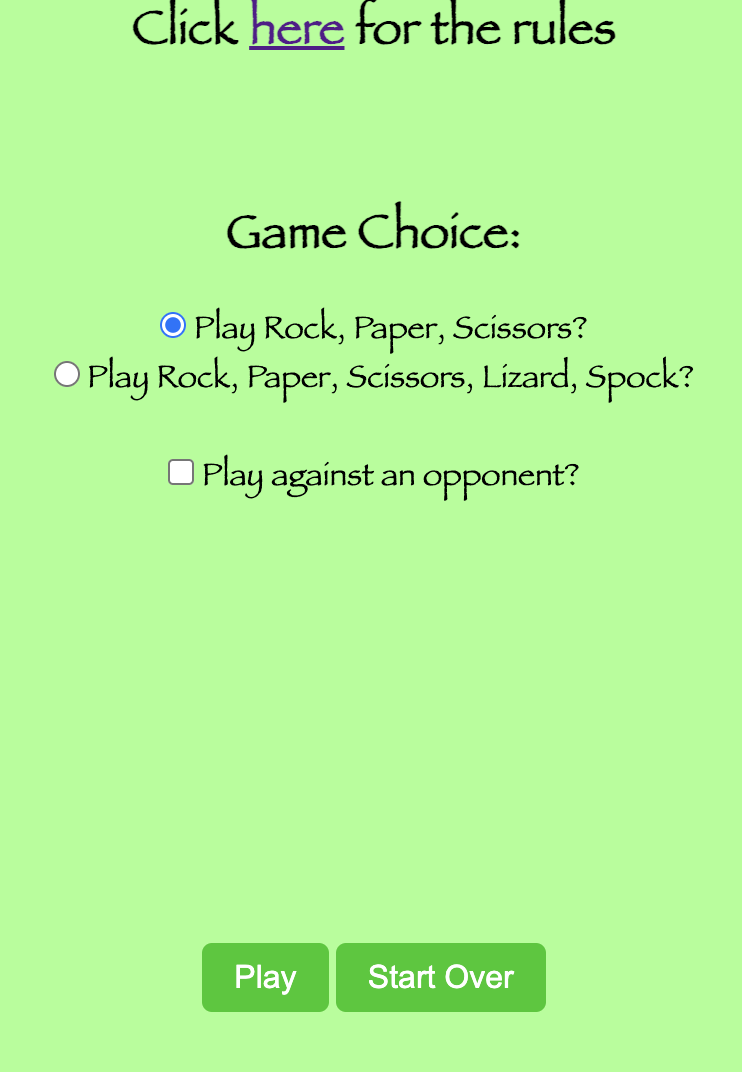 Click here for the rules
Game Choice:
Play Rock, Paper, Scissors?
Play Rock, Paper, Scissors, Lizard, Spock?
Play against an opponent?
Play
Start Over